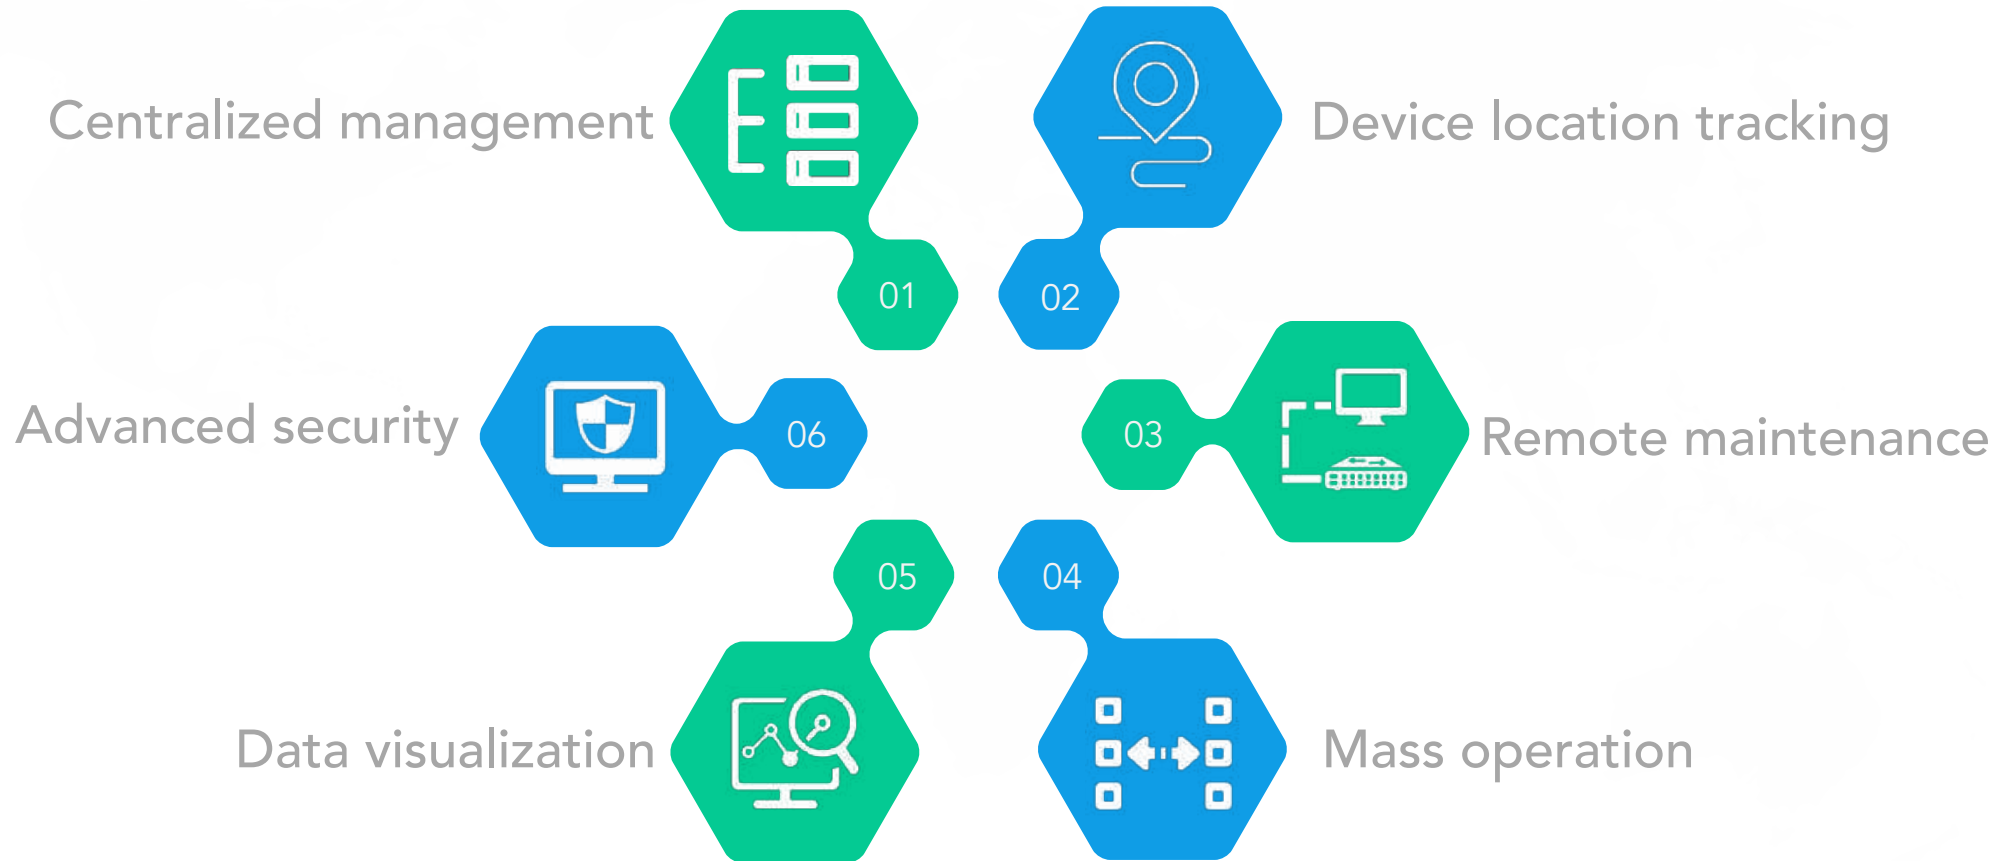 Centralized management
01
02
Device location tracking
Advanced security
06
03
Remote maintenance
05
04
Data visualization
Mass operation